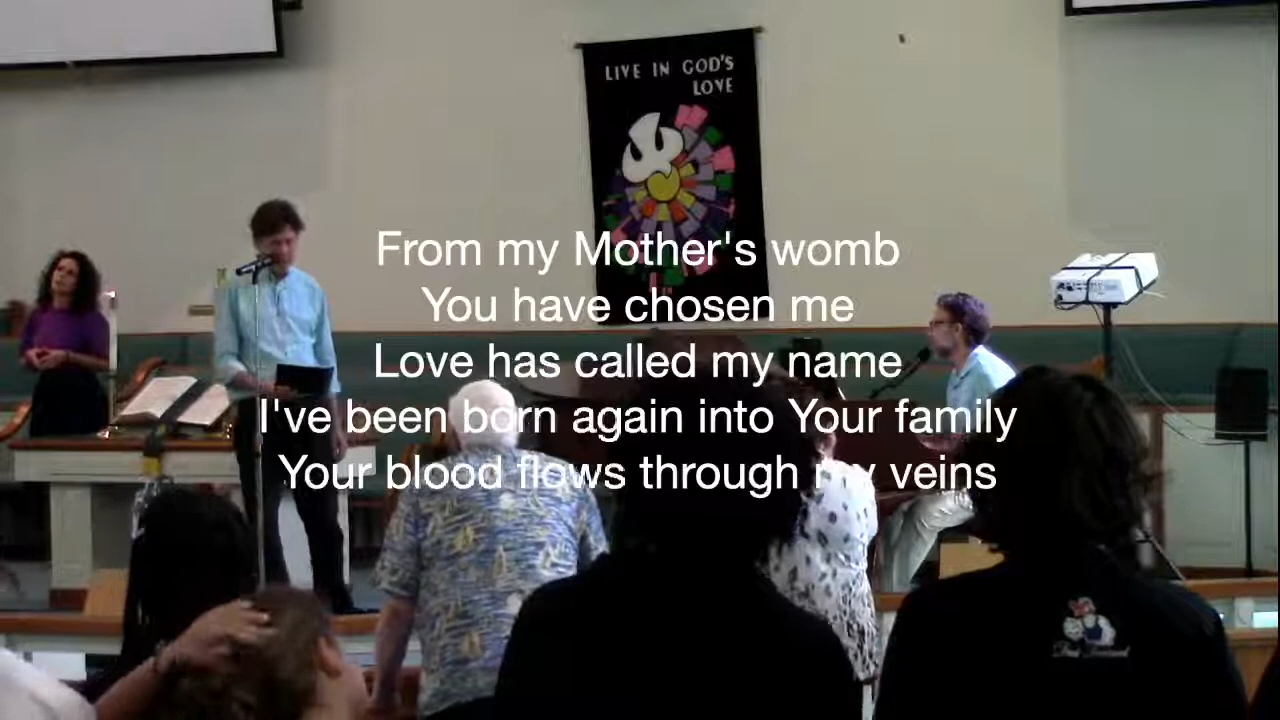 LIVE IN GOD'S
LOVE
From my Mother's womb
You have chosen me
Love has called my name
I've been born again into Your family
Your blood flows through my veins